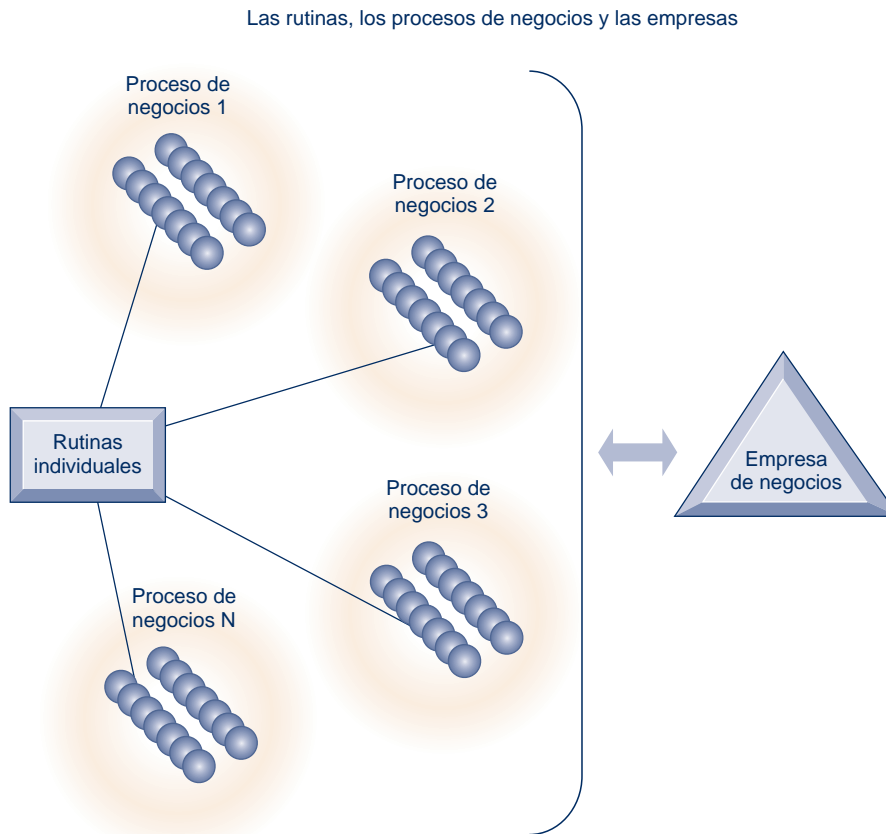 Las rutinas, los procesos de negocios y las empresas
Proceso de
negocios 1
Proceso de
negocios 2
Rutinas
individuales
Empresa
de negocios
Proceso de
negocios 3
Proceso de
negocios N